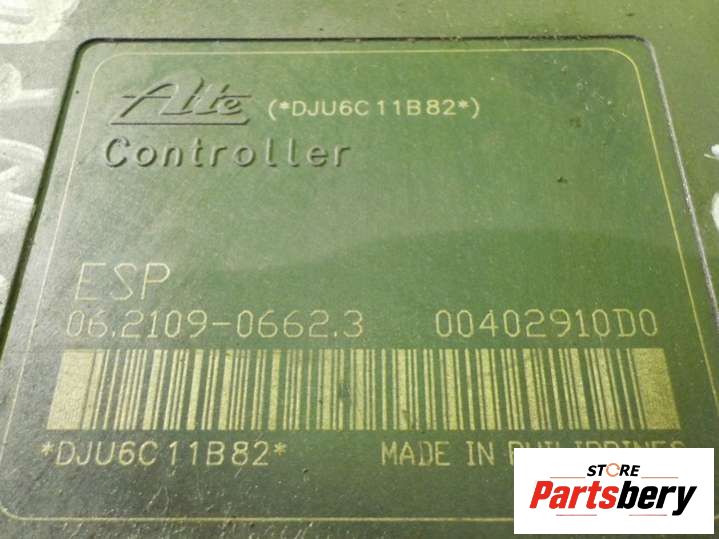 Ate (*DJU6C11B82*)
Controller
ESP
06.2109-0662.3 00402910D0
*DJU6C11B82* MADE IN PHILIPPINES
STORE
Partsbery